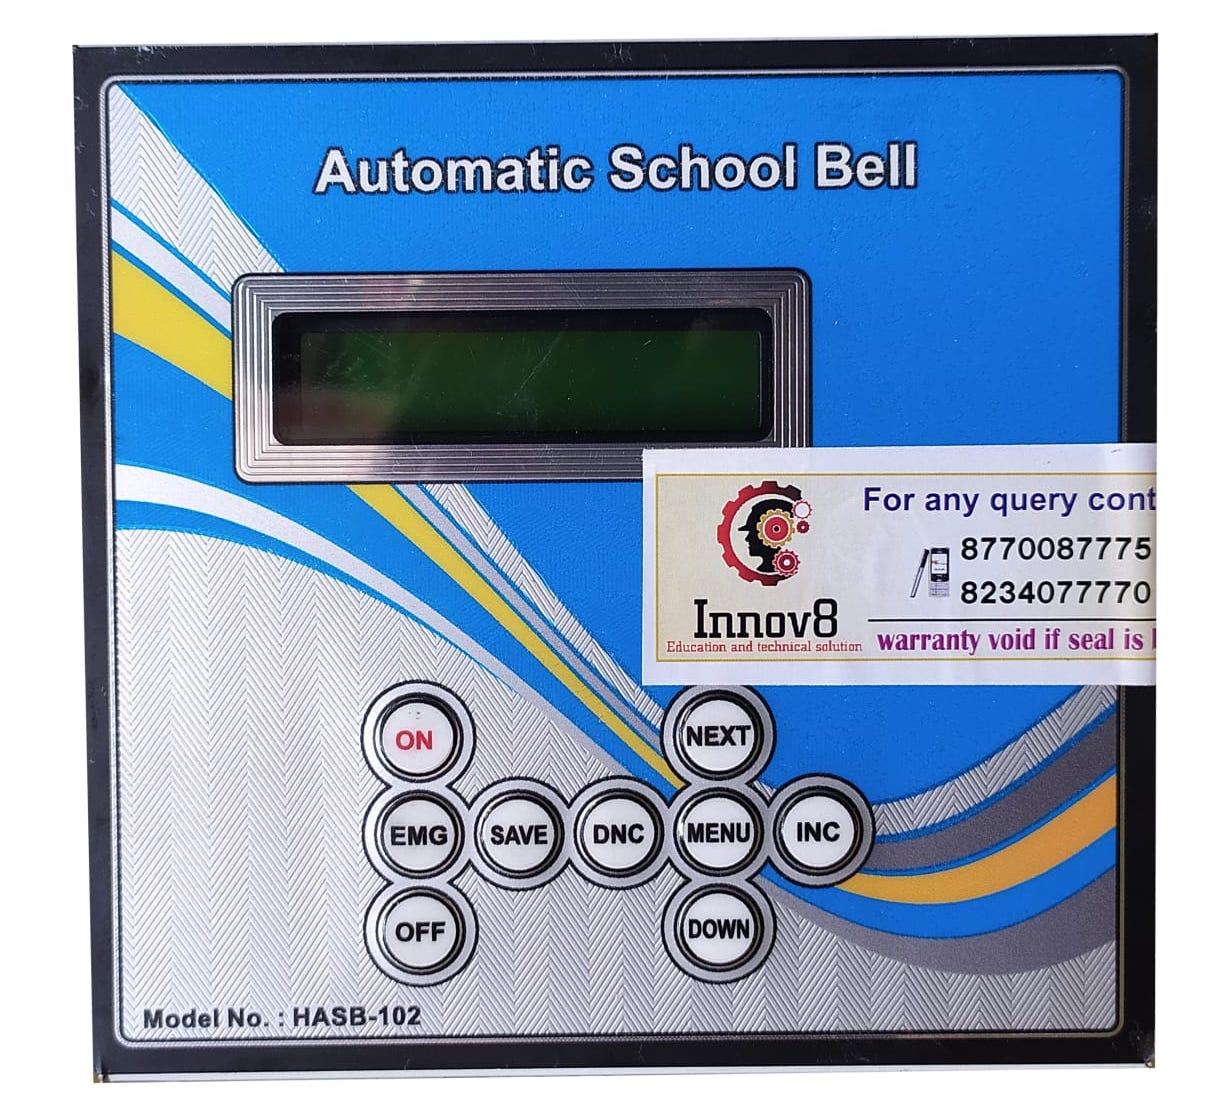 Automatic School Bell
For any query cont
8770087775
8234077770
Innov8
Education and technical solution
warranty void if seal is
ON
NEXT
EMG SAVE DNC MENU INC
OFF
DOWN
Model No. : HASB-102